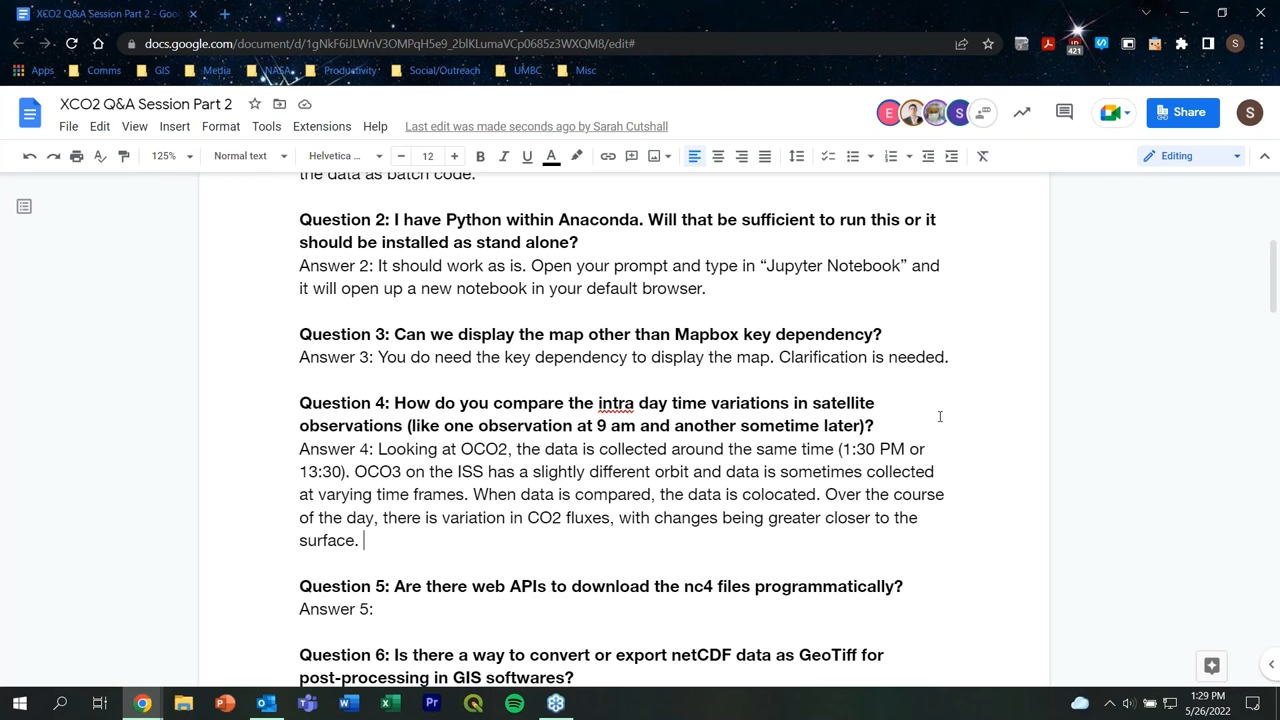 XCO2 Q&A Session Part 2 - Goo
docs.google.com/document/d/1gNkF6iJLWnV3OMPqH5e9_2blKLumaVCp0685z3WXQM8/edit#
421
S
Apps
Comms
GIS
Media
NASA
Productivity
Social/Outreach
UMBC
Misc
XCO2 Q&A Session Part 2
E
S
Share
S
File
Edit
View
Insert
Format
Tools
Extensions
Help
Last edit was made seconds ago by Sarah Cutshall
125%
Normal text
Helvetica ...
12
B
I
U
A
Editing
the data as batch code.
Question 2: I have Python within Anaconda. Will that be sufficient to run this or it
should be installed as stand alone?
Answer 2: It should work as is. Open your prompt and type in “Jupyter Notebook” and
it will open up a new notebook in your default browser.
Question 3: Can we display the map other than Mapbox key dependency?
Answer 3: You do need the key dependency to display the map. Clarification is needed.
Question 4: How do you compare the intra day time variations in satellite
observations (like one observation at 9 am and another sometime later)?
Answer 4: Looking at OCO2, the data is collected around the same time (1:30 PM or
13:30). OCO3 on the ISS has a slightly different orbit and data is sometimes collected
at varying time frames. When data is compared, the data is colocated. Over the course
of the day, there is variation in CO2 fluxes, with changes being greater closer to the
surface.
Question 5: Are there web APIs to download the nc4 files programmatically?
Answer 5:
Question 6: Is there a way to convert or export netCDF data as GeoTiff for
post-processing in GIS softwares?
1:29 PM
5/26/2022